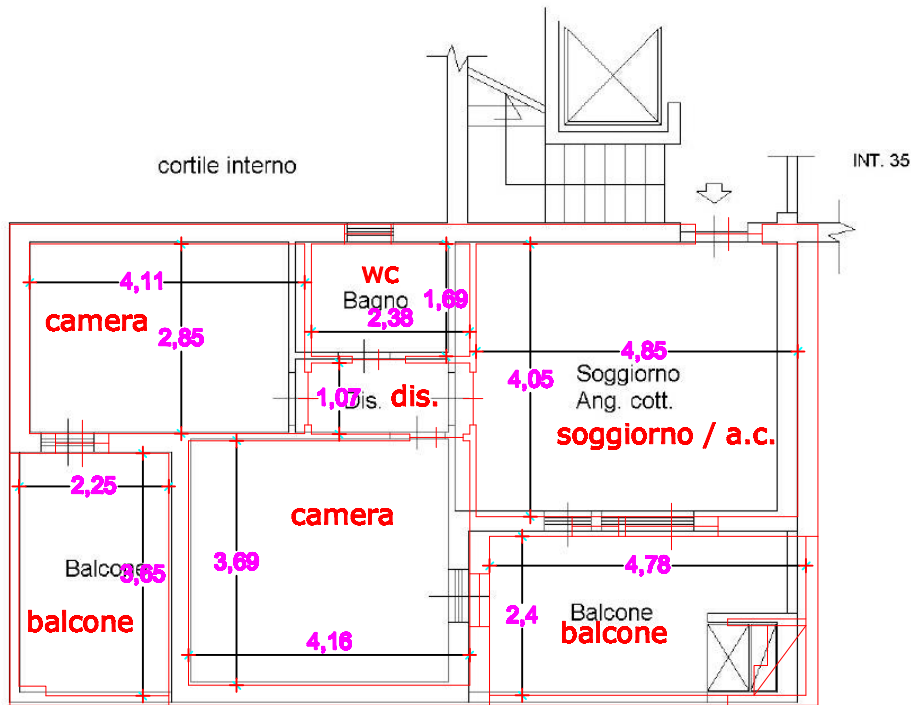 INT. 35
cortile interno
wc
4,11
Bagno
1,69
camera
2,38
2,85
4,85
4,05
Soggiorno
1,07
Dis.
dis.
Ang. cott.
soggiorno / a.c.
2,25
camera
Balcone
3,65
3,69
4,78
2,4
Balcone
balcone
balcone
4,16